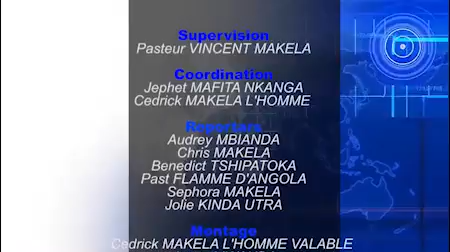 Supervision
Pasteur VINCENT MAKELA
Coordination
Jephet MAFITA NKANGA
Cedrick MAKELA L'HOMME
Reporters
Audrey MBIANDA
Chris MAKELA
Benedict TSHIPATOKA
Past FLAMME D'ANGOLA
Sephora MAKELA
Jolie KINDA UTRA
Montage
Cedrick MAKELA L'HOMME VALABLE